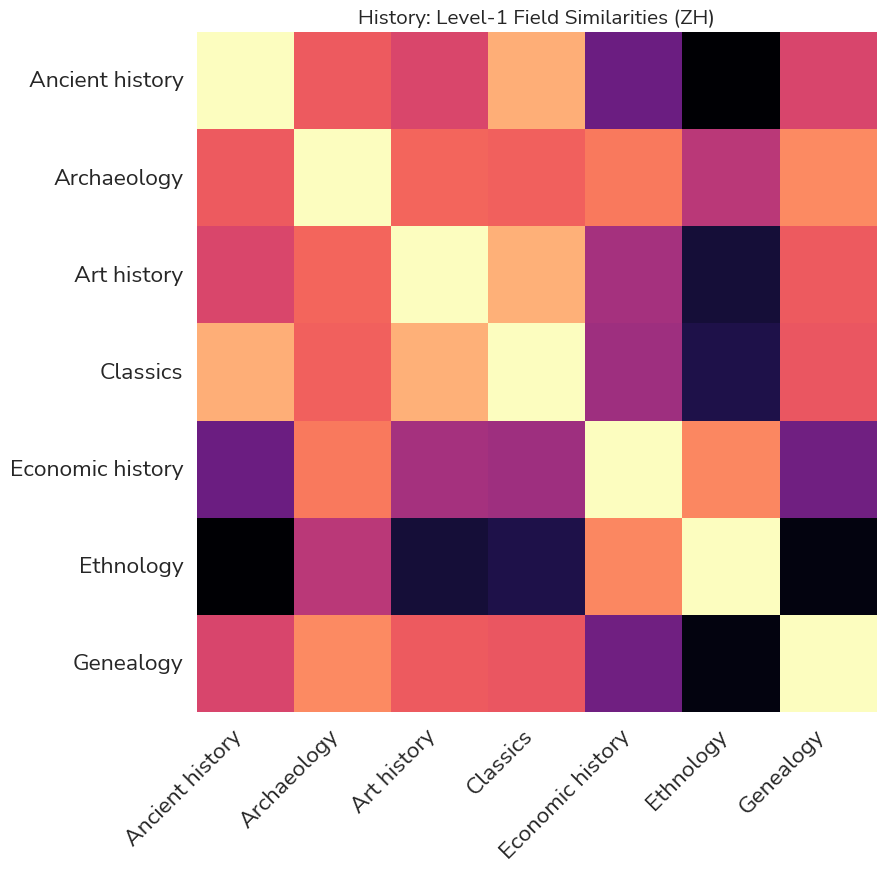 History: Level-1 Field Similarities (ZH)
Ancient history
Archaeology
Art history
Classics
Economic history
Ethnology
Genealogy
Ancient history
Archaeology
Art history
Classics
Economic history
Ethnology
Genealogy